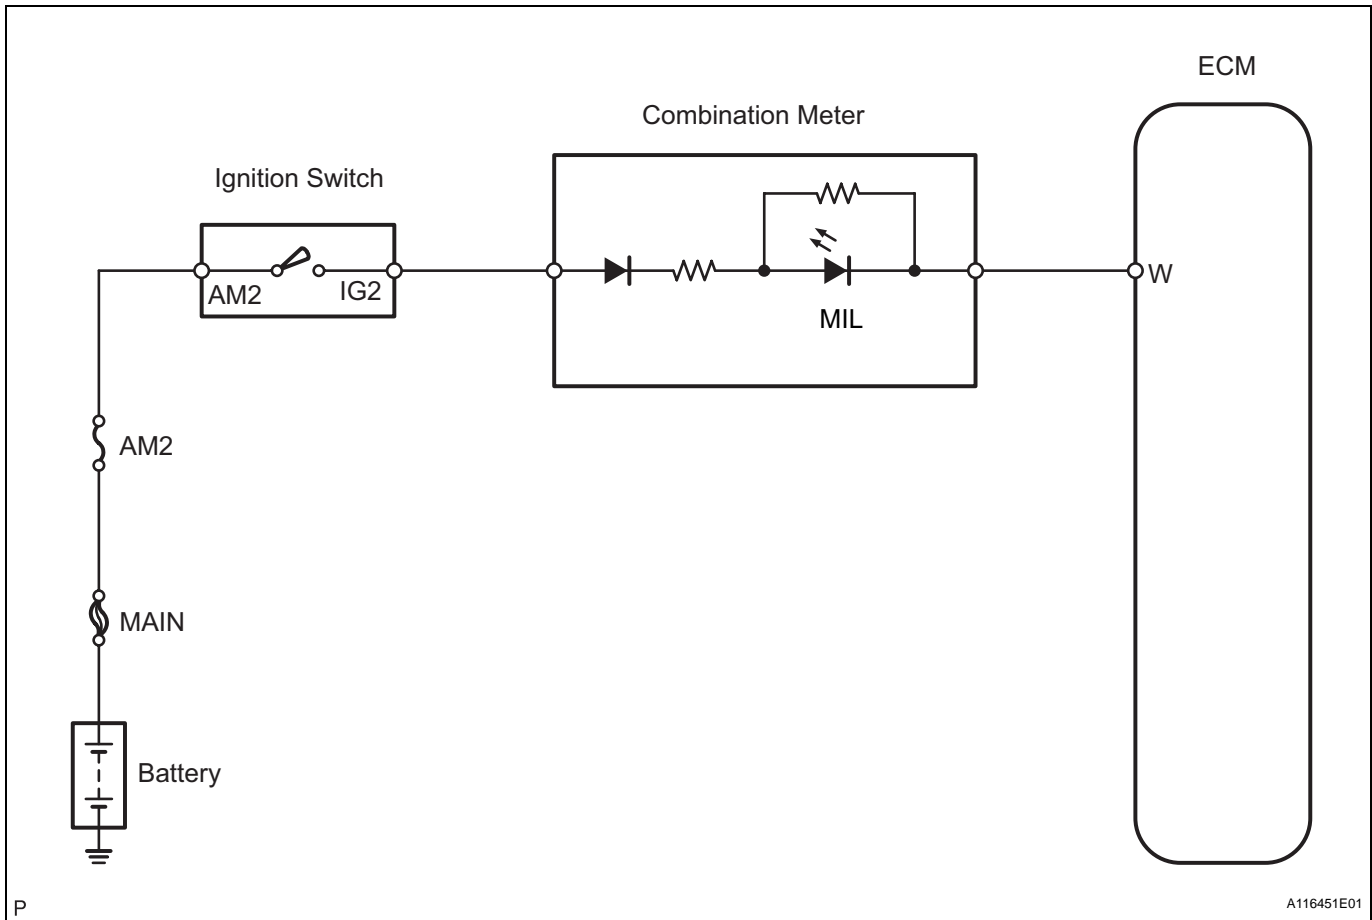 ECM
Combination Meter
Ignition Switch
AM2
IG2
W
MIL
AM2
MAIN
Battery
P
A116451E01